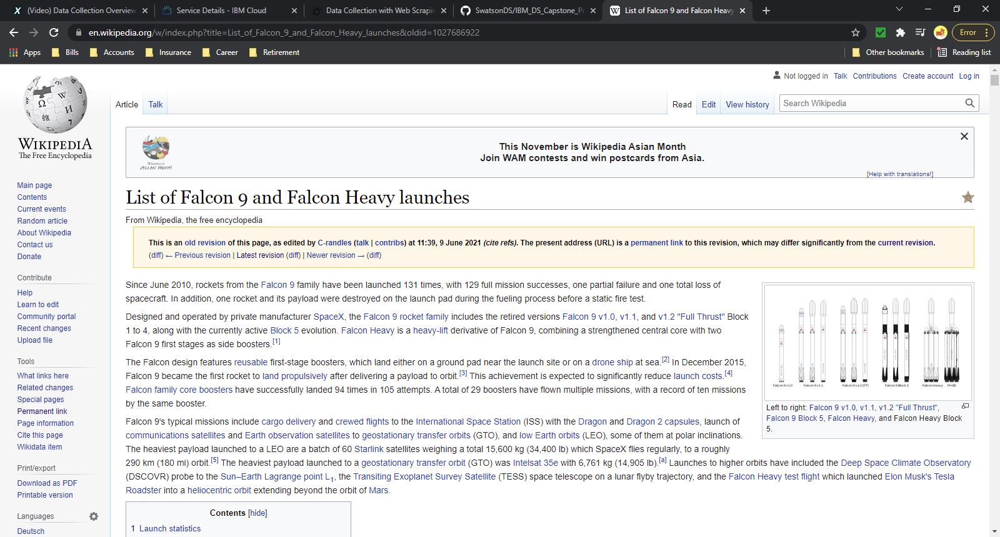 (Video) Data Collection Overview
Service Details - IBM Cloud
Data Collection with Web Scrapin
SwatsonDS/IBM_DS_Capstone_Pr
List of Falcon 9 and Falcon Heavy
en.wikipedia.org/w/index.php?title=List_of_Falcon_9_and_Falcon_Heavy_launches&oldid=1027686922
Error
Apps Bills Accounts Insurance Career Retirement Other bookmarks Reading list
Not logged in Talk Contributions Create account Log in
Article Talk Read Edit View history Search Wikipedia
WIKIPEDIA
The Free Encyclopedia
Main page
Contents
Current events
Random article
About Wikipedia
Contact us
Donate
Contribute
Help
Learn to edit
Community portal
Recent changes
Upload file
Tools
What links here
Related changes
Special pages
Permanent link
Page information
Cite this page
Wikidata item
Print/export
Download as PDF
Printable version
Languages
Deutsch
WIKIPEDIA
ASIAN MONTH
This November is Wikipedia Asian Month
Join WAM contests and win postcards from Asia.
[Help with translations!]
List of Falcon 9 and Falcon Heavy launches
From Wikipedia, the free encyclopedia
This is an old revision of this page, as edited by C-randles (talk | contribs) at 11:39, 9 June 2021 (cite refs). The present address (URL) is a permanent link to this revision, which may differ significantly from the current revision.
(diff) ← Previous revision | Latest revision (diff) | Newer revision → (diff)
Since June 2010, rockets from the Falcon 9 family have been launched 131 times, with 129 full mission successes, one partial failure and one total loss of
spacecraft. In addition, one rocket and its payload were destroyed on the launch pad during the fueling process before a static fire test.
Designed and operated by private manufacturer SpaceX, the Falcon 9 rocket family includes the retired versions Falcon 9 v1.0, v1.1, and v1.2 "Full Thrust" Block
1 to 4, along with the currently active Block 5 evolution. Falcon Heavy is a heavy-lift derivative of Falcon 9, combining a strengthened central core with two
Falcon 9 first stages as side boosters.[1]
The Falcon design features reusable first-stage boosters, which land either on a ground pad near the launch site or on a drone ship at sea.[2] In December 2015,
Falcon 9 became the first rocket to land propulsively after delivering a payload to orbit.[3] This achievement is expected to significantly reduce launch costs.[4]
Falcon family core boosters have successfully landed 94 times in 105 attempts. A total of 29 boosters have flown multiple missions, with a record of ten missions
by the same booster.
Falcon 9's typical missions include cargo delivery and crewed flights to the International Space Station (ISS) with the Dragon and Dragon 2 capsules, launch of
communications satellites and Earth observation satellites to geostationary transfer orbits (GTO), and low Earth orbits (LEO), some of them at polar inclinations.
The heaviest payload launched to a LEO are a batch of 60 Starlink satellites weighing a total 15,600 kg (34,400 lb) which SpaceX flies regularly, to a roughly
290 km (180 mi) orbit.[5] The heaviest payload launched to a geostationary transfer orbit (GTO) was Intelsat 35e with 6,761 kg (14,905 lb).[a] Launches to higher orbits have included the Deep Space Climate Observatory
(DSCOVR) probe to the Sun–Earth Lagrange point L1, the Transiting Exoplanet Survey Satellite (TESS) space telescope on a lunar flyby trajectory, and the Falcon Heavy test flight which launched Elon Musk's Tesla
Roadster into a heliocentric orbit extending beyond the orbit of Mars.
Falcon 9 v1.0 Falcon 9 v1.1 Falcon 9 v1.2 (FT) Falcon 9 Block 5 Falcon Heavy FH B5
Left to right: Falcon 9 v1.0, v1.1, v1.2 "Full Thrust",
Falcon 9 Block 5, Falcon Heavy, and Falcon Heavy Block
5.
Contents [hide]
1 Launch statistics